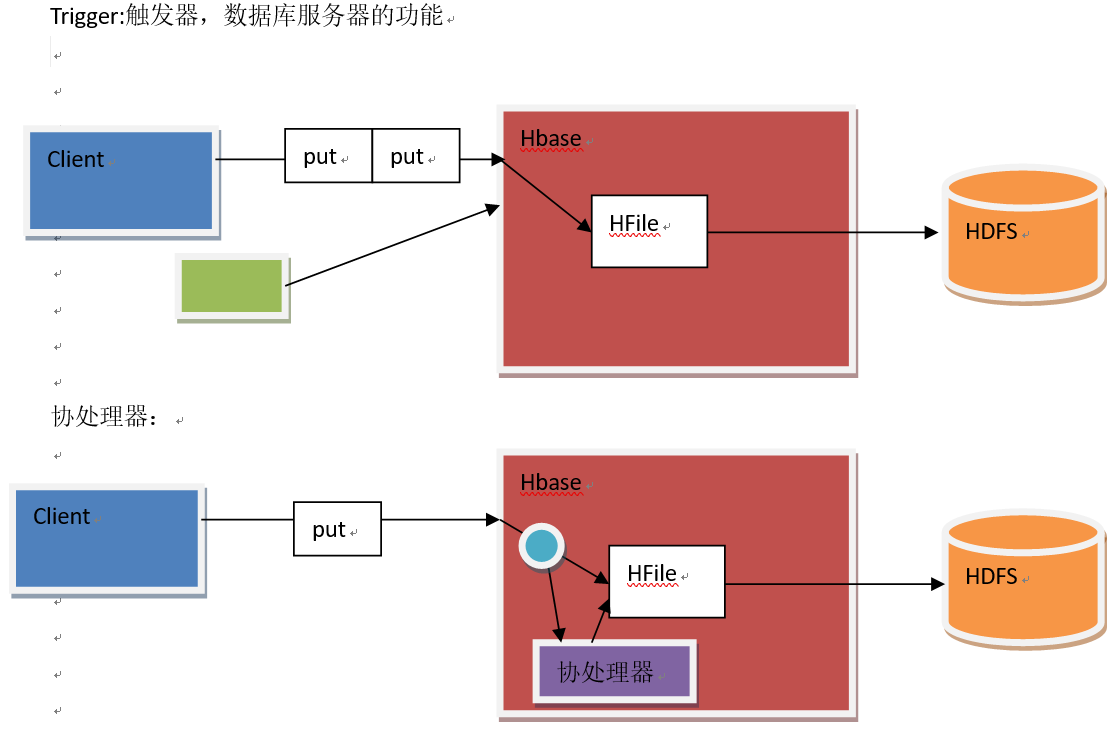 Trigger:触发器，数据库服务器的功能
Client
put
put
Hbase
HFile
HDFS
协处理器：
Client
put
Hbase
HFile
HDFS
协处理器